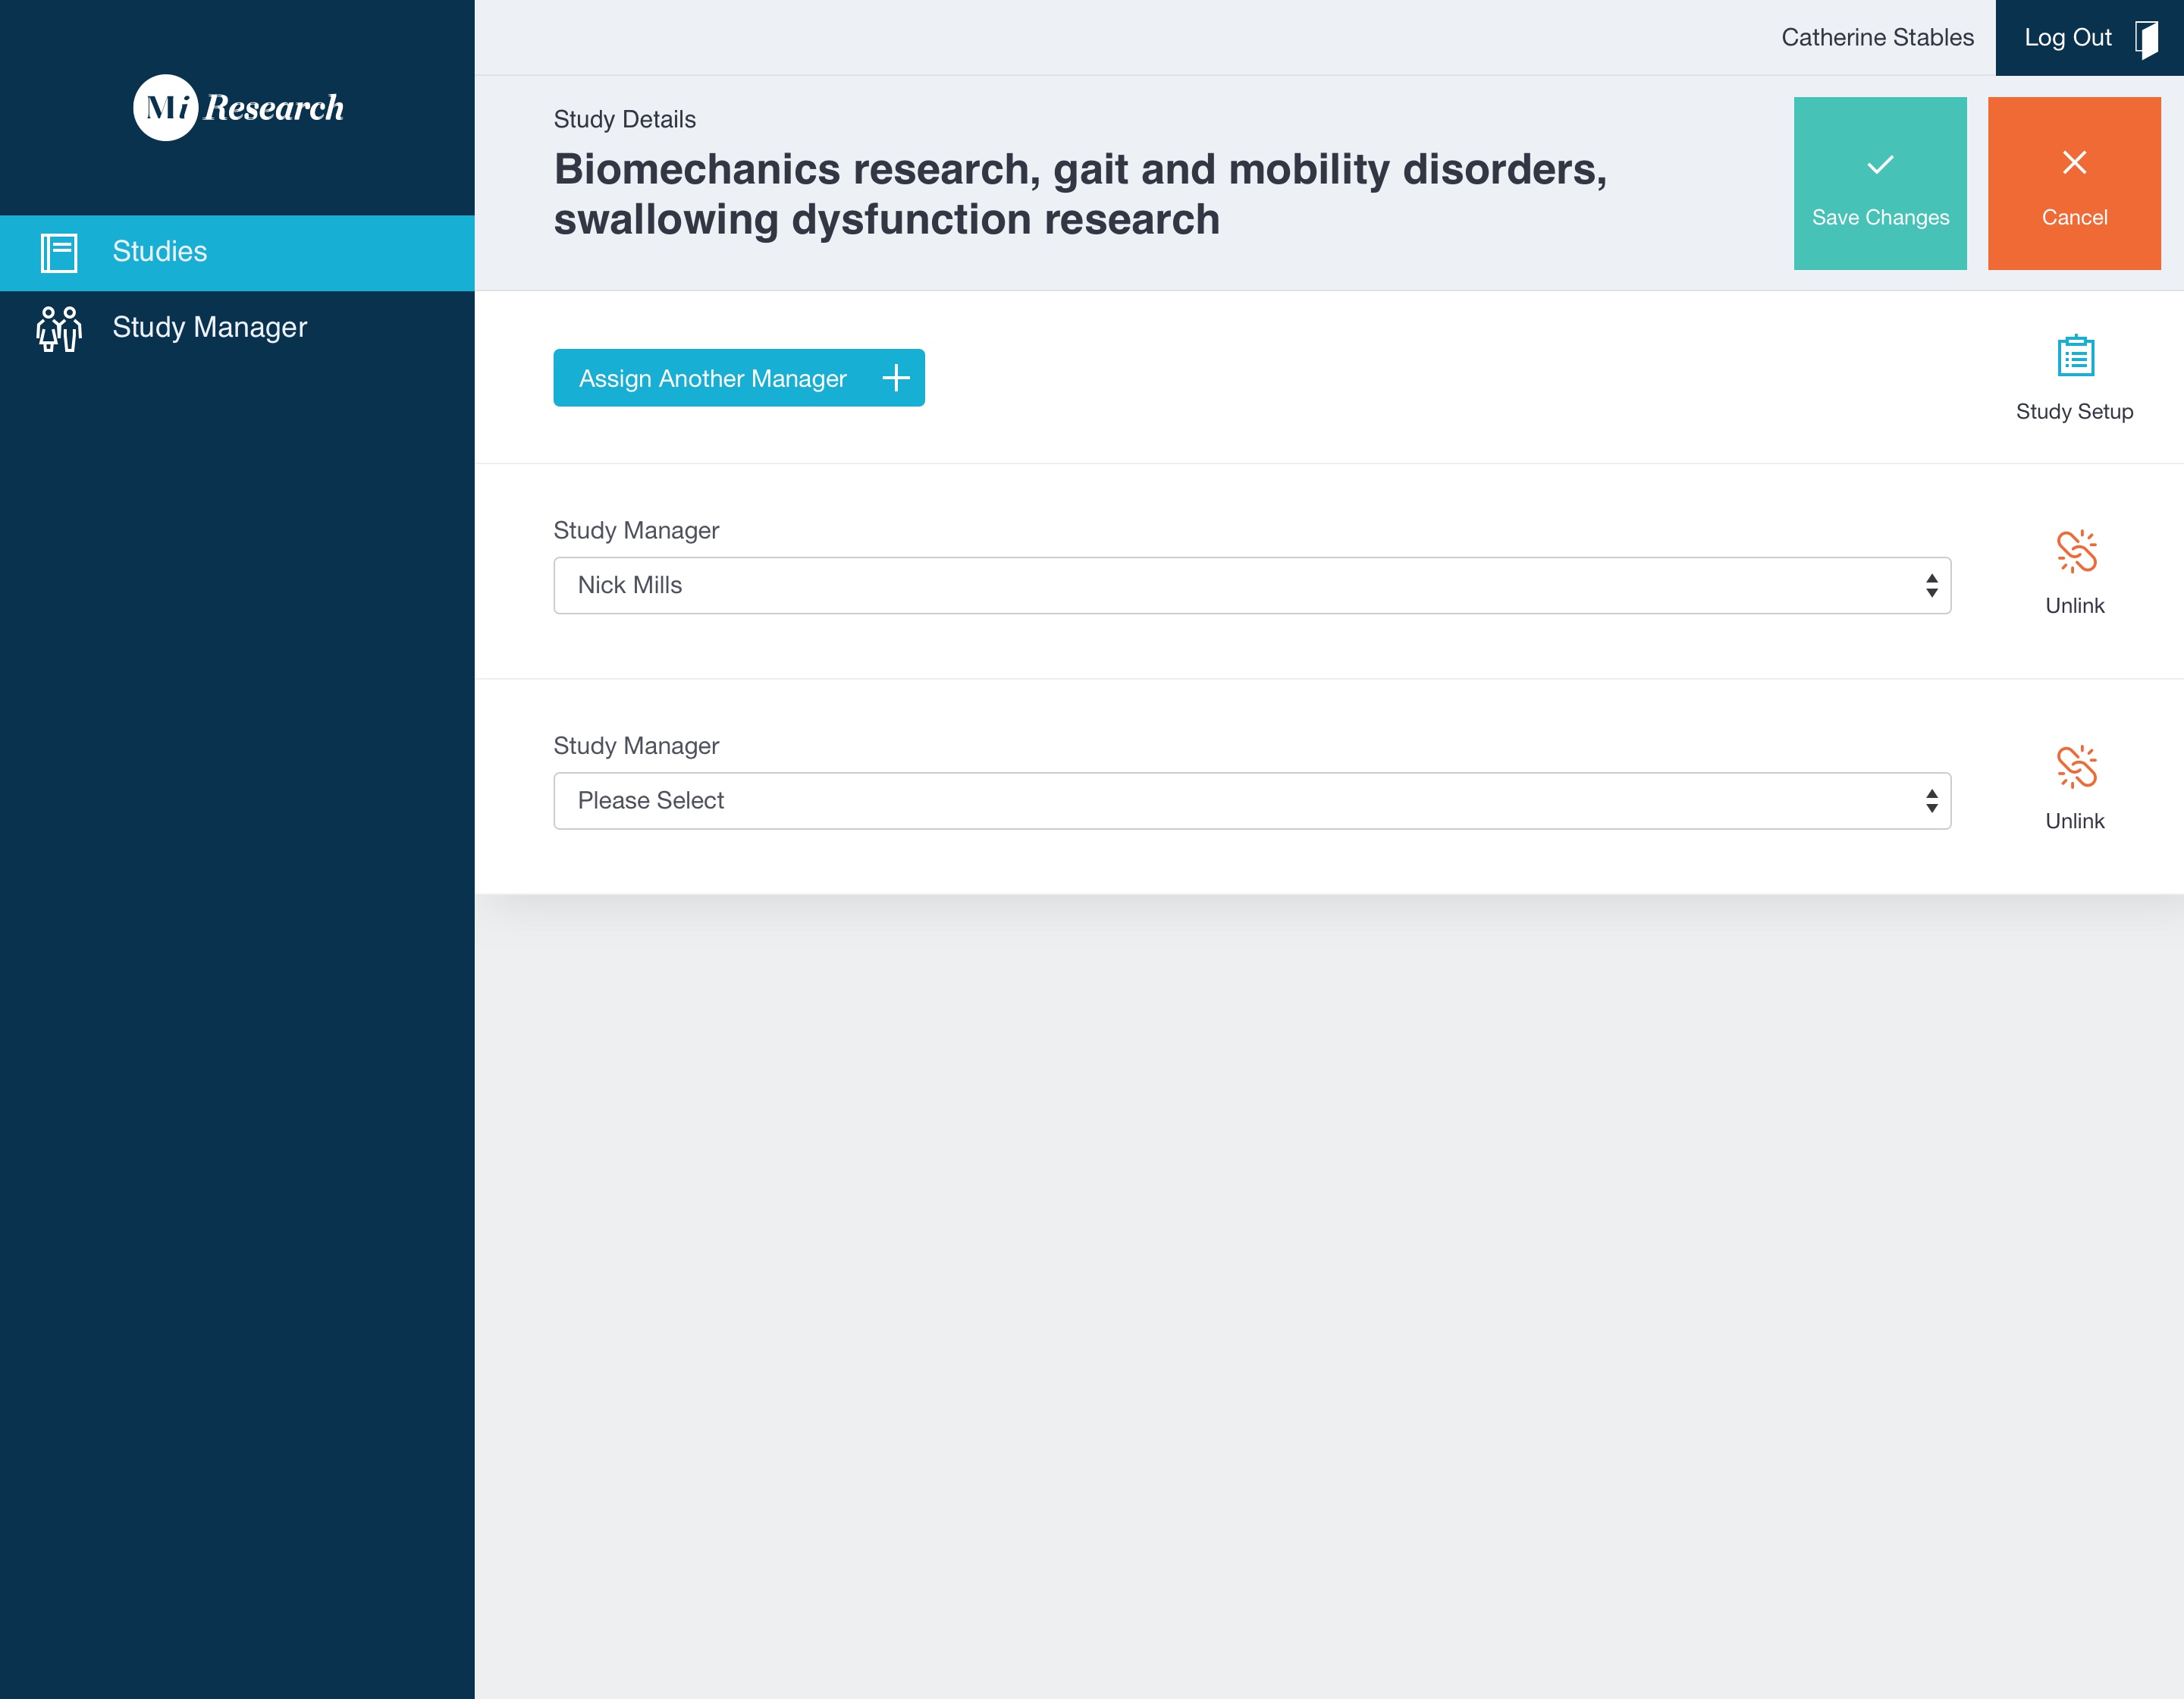 Catherine Stables
Log Out
Mi Research
Study Details
Biomechanics research, gait and mobility disorders,
swallowing dysfunction research
Save Changes
Cancel
Studies
Study Manager
Assign Another Manager
Study Setup
Study Manager
Nick Mills
Unlink
Study Manager
Please Select
Unlink